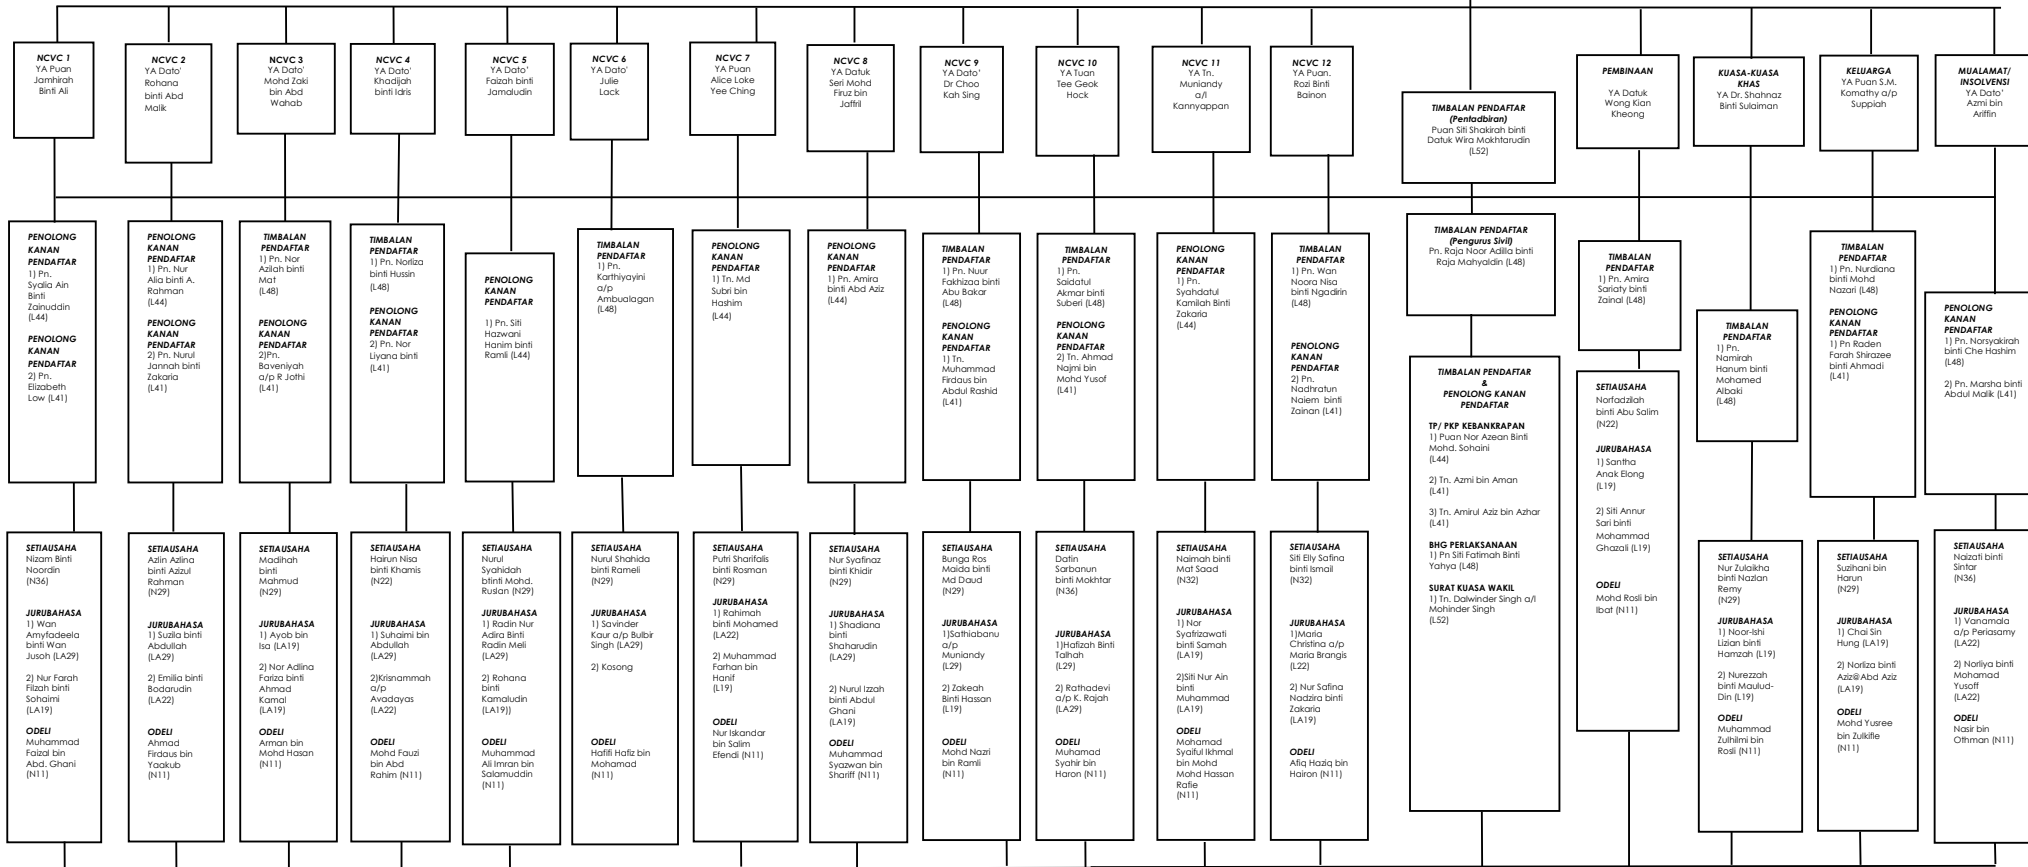 NCVC 1
YA Puan
Jamhirah
Binti Ali
NCVC 2
YA Dato'
Rohana
binti Abd
Malik
NCVC 3
YA Dato'
Mohd Zaki
bin Abd
Wahab
NCVC 4
YA Dato'
Khadijah
binti Idris
NCVC 5
YA Dato'
Faizah binti
Jamaludin
NCVC 6
YA Dato'
Julie
Lack
NCVC 7
YA Puan
Alice Loke
Yee Ching
NCVC 8
YA Datuk
Seri Mohd
Firuz bin
Jaffril
NCVC 9
YA Dato'
Dr Choo
Kah Sing
NCVC 10
YA Tuan
Tee Geok
Hock
NCVC 11
YA Tn.
Muniandy
a/l
Kannyappan
NCVC 12
YA Puan.
Rozi Binti
Bainon
TIMBALAN PENDAFTAR
(Pentadbiran)
Puan Siti Shakirah binti
Datuk Wira Mokhtarudin
(L52)
PEMBINAAN
YA Datuk
Wong Kian
Kheong
KUASA-KUASA
KHAS
YA Dr. Shahnaz
Binti Sulaiman
KELUARGA
YA Puan S.M.
Komathy a/p
Suppiah
MUALAMAT/
INSOLVENSI
YA Dato'
Azmi bin
Ariffin
PENOLONG
KANAN
PENDAFTAR
1) Pn.
Syalia Ain
Binti
Zainuddin
(L44)
PENOLONG
KANAN
PENDAFTAR
2) Pn.
Elizabeth
Low (L41)
PENOLONG
KANAN
PENDAFTAR
1) Pn. Nur
Alia binti A.
Rahman
(L44)
PENOLONG
KANAN
PENDAFTAR
2) Pn. Nurul
Jannah binti
Zakaria
(L41)
TIMBALAN
PENDAFTAR
1) Pn. Nor
Azilah binti
Mat
(L48)
PENOLONG
KANAN
PENDAFTAR
2)Pn.
Baveniyah
a/p R Jothi
(L41)
TIMBALAN
PENDAFTAR
1) Pn. Norliza
binti Hussin
(L48)
PENOLONG
KANAN
PENDAFTAR
2) Pn. Nor
Liyana binti
(L41)
PENOLONG
KANAN
PENDAFTAR
1) Pn. Siti
Hazwani
Hanim binti
Ramli (L44)
TIMBALAN
PENDAFTAR
1) Pn.
Karthiyayini
a/p
Ambualagan
(L48)
PENOLONG
KANAN
PENDAFTAR
1) Tn. Md
Subri bin
Hashim
(L44)
PENOLONG
KANAN
PENDAFTAR
1) Pn. Amira
binti Abd Aziz
(L44)
TIMBALAN
PENDAFTAR
1) Pn. Nuur
Fakhizaa binti
Abu Bakar
(L48)
PENOLONG
KANAN
PENDAFTAR
1) Tn.
Muhammad
Firdaus bin
Abdul Rashid
(L41)
TIMBALAN
PENDAFTAR
1) Pn.
Saidatul
Akmar binti
Suberi (L48)
PENOLONG
KANAN
PENDAFTAR
2) Tn. Ahmad
Najmi bin
Mohd Yusof
(L41)
PENOLONG
KANAN
PENDAFTAR
1) Pn.
Syahdatul
Kamilah Binti
Zakaria
(L44)
TIMBALAN
PENDAFTAR
1) Pn. Wan
Noora Nisa
binti Ngadirin
(L48)
PENOLONG
KANAN
PENDAFTAR
2) Pn.
Nadhratun
Naiem binti
Zainan (L41)
TIMBALAN PENDAFTAR
(Pengurus Sivil)
Pn. Raja Noor Adilla binti
Raja Mahyaldin (L48)
TIMBALAN PENDAFTAR
&
PENOLONG KANAN
PENDAFTAR
TP/ PKP KEBANKRAPAN
1) Puan Nor Azean Binti
Mohd. Sohaini
(L44)
2) Tn. Azmi bin Aman
(L41)
3) Tn. Amirul Aziz bin Azhar
(L41)
BHG PERLAKSANAAN
1) Pn Siti Fatimah Binti
Yahya (L48)
SURAT KUASA WAKIL
1) Tn. Dalwinder Singh a/l
Mohinder Singh
(L52)
TIMBALAN
PENDAFTAR
1) Pn. Amira
Sariaty binti
Zainal (L48)
SETIAUSAHA
Norfadzilah
binti Abu Salim
(N22)
JURUBAHASA
1) Santha
Anak Elong
(L19)
2) Siti Annur
Sari binti
Mohammad
Ghazali (L19)
ODELI
Mohd Rosli bin
Ibat (N11)
TIMBALAN
PENDAFTAR
1) Pn.
Namirah
Hanum binti
Mohamed
Albaki
(L48)
TIMBALAN
PENDAFTAR
1) Pn. Nurdiana
binti Mohd
Nazari (L48)
PENOLONG
KANAN
PENDAFTAR
1) Pn Raden
Farah Shirazee
binti Ahmadi
(L41)
PENOLONG
KANAN
PENDAFTAR
1) Pn. Norsyakirah
binti Che Hashim
(L48)
2) Pn. Marsha binti
Abdul Malik (L41)
SETIAUSAHA
Nizam Binti
Noordin
(N36)
JURUBAHASA
1) Wan
Amyfadeela
binti Wan
Jusoh (LA29)
2) Nur Farah
Filzah binti
Sohaimi
(LA19)
ODELI
Muhammad
Faizal bin
Abd. Ghani
(N11)
SETIAUSAHA
Azlin Azlina
binti Azizul
Rahman
(N29)
JURUBAHASA
1) Suzila binti
Abdullah
(LA29)
2) Emilia binti
Bodarudin
(LA22)
ODELI
Ahmad
Firdaus bin
Yaakub
(N11)
SETIAUSAHA
Madihah
binti
Mahmud
(N29)
JURUBAHASA
1) Ayob bin
Isa (LA19)
2) Nor Adlina
Fariza binti
Ahmad
Kamal
(LA19)
ODELI
Arman bin
Mohd Hasan
(N11)
SETIAUSAHA
Hairun Nisa
binti Khamis
(N22)
JURUBAHASA
1) Suhaimi bin
Abdullah
(LA29)
2)Krisnammah
a/p
Avadayas
(LA22)
ODELI
Mohd Fauzi
bin Abd
Rahim (N11)
SETIAUSAHA
Nurul
Syahidah
btinti Mohd.
Ruslan (N29)
JURUBAHASA
1) Radin Nur
Adira Binti
Radin Meli
(LA29)
2) Rohana
binti
Kamaludin
(LA19))
ODELI
Muhammad
Ali Imran bin
Salamuddin
(N11)
SETIAUSAHA
Nurul Shahida
binti Rameli
(N29)
JURUBAHASA
1) Savinder
Kaur a/p Bulbir
Singh (LA29)
2) Kosong
ODELI
Hafifi Hafiz bin
Mohamad
(N11)
SETIAUSAHA
Putri Sharifalis
binti Rosman
(N29)
JURUBAHASA
1) Rahimah
binti Mohamed
(LA22)
2) Muhammad
Farhan bin
Hanif
(L19)
ODELI
Nur Iskandar
bin Salim
Efendi (N11)
SETIAUSAHA
Nur Syafinaz
binti Khidir
(N29)
JURUBAHASA
1) Shadiana
binti
Shaharudin
(LA29)
2) Nurul Izzah
binti Abdul
Ghani
(LA19)
ODELI
Muhammad
Syazwan bin
Shariff (N11)
SETIAUSAHA
Bunga Ros
Maida binti
Md Daud
(N29)
JURUBAHASA
1)Sathiabanu
a/p
Muniandy
(L29)
2) Zakeah
Binti Hassan
(L19)
ODELI
Mohd Nazri
bin Ramli
(N11)
SETIAUSAHA
Datin
Sarbanun
binti Mokhtar
(N36)
JURUBAHASA
1)Hafizah Binti
Talhah
(L29)
2) Rathadevi
a/p K. Rajah
(LA29)
ODELI
Muhamad
Syahir bin
Haron (N11)
SETIAUSAHA
Naimah binti
Mat Saad
(N32)
JURUBAHASA
1) Nor
Syafrizawati
binti Samah
(LA19)
2)Siti Nur Ain
binti
Muhammad
(LA19)
ODELI
Mohamad
Syaiful Ikhmal
bin Mohd
Mohd Hassan
Rafie
(N11)
SETIAUSAHA
Siti Elly Safina
binti Ismail
(N32)
JURUBAHASA
1)Maria
Christina a/p
Maria Brangis
(L22)
2) Nur Safina
Nadzira binti
Zakaria
(LA19)
ODELI
Afiq Haziq bin
Hairon (N11)
SETIAUSAHA
Nur Zulaikha
binti Nazlan
Remy
(N29)
JURUBAHASA
1) Noor-Ishi
Lizian binti
Hamzah (L19)
2) Nurezzah
binti Maulud-
Din (L19)
ODELI
Muhammad
Zulhilmi bin
Rosli (N11)
SETIAUSAHA
Suzihani bin
Harun
(N29)
JURUBAHASA
1) Chai Sin
Hung (LA19)
2) Norliza binti
Aziz@Abd Aziz
(LA19)
ODELI
Mohd Yusree
bin Zulkifle
(N11)
SETIAUSAHA
Naizati binti
Sintar
(N36)
JURUBAHASA
1) Vanamala
a/p Periasamy
(LA22)
2) Norliya binti
Mohamad
Yusoff
(LA22)
ODELI
Nasir bin
Othman (N11)